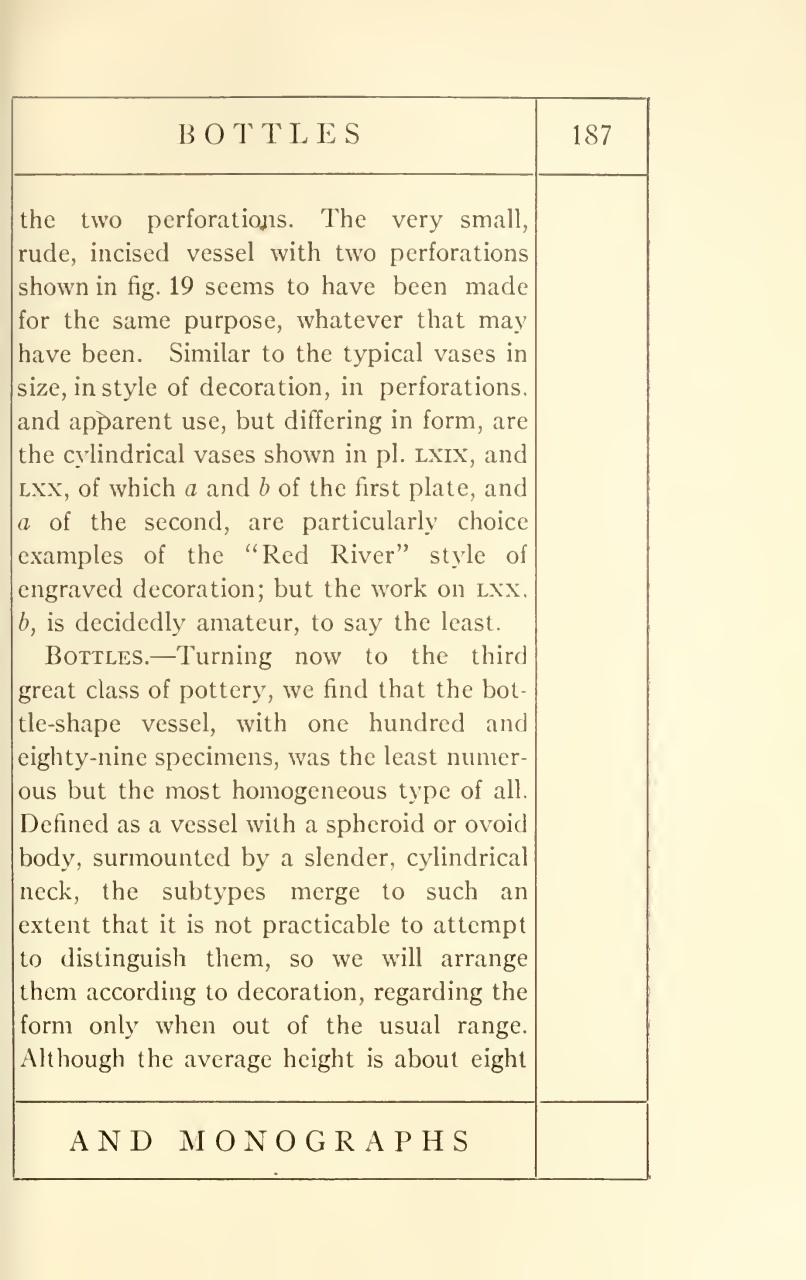 BOTTLES
187
the two perforations. The very small,
rude, incised vessel with two perforations
shown in fig. 19 seems to have been made
for the same purpose, whatever that may
have been. Similar to the typical vases in
size, in style of decoration, in perforations,
and apparent use, but differing in form, are
the cylindrical vases shown in pl. LXIX, and
LXX, of which a and b of the first plate, and
a of the second, are particularly choice
examples of the “Red River” style of
engraved decoration; but the work on LXX,
b, is decidedly amateur, to say the least.
BOTTLES.—Turning now to the third
great class of pottery, we find that the bot-
tle-shape vessel, with one hundred and
eighty-nine specimens, was the least numer-
ous but the most homogeneous type of all.
Defined as a vessel with a spheroid or ovoid
body, surmounted by a slender, cylindrical
neck, the subtypes merge to such an
extent that it is not practicable to attempt
to distinguish them, so we will arrange
them according to decoration, regarding the
form only when out of the usual range.
Although the average height is about eight
AND MONOGRAPHS